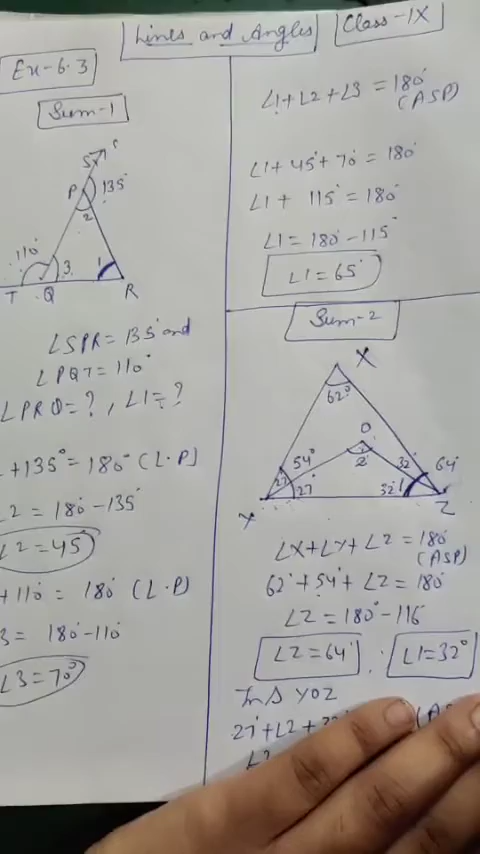 Lines and Angles
Class-IX
Ex-6.3
Sum-1
S
P
135°
2
110°
3
1
T Q R
∠SPR = 135° and
∠PQT = 110°
∠PRQ = ?, ∠1 = ?
+135° = 180° (L.P)
∠2 = 180-135°
∠2 = 45°
+110 = 180° (L.P)
3 = 180-110
∠3 = 70°
∠1+∠2+∠3 = 180°
(ASP)
∠1+45°+70 = 180°
∠1 + 115° = 180°
∠1 = 180-115°
∠1 = 65°
Sum-2
X
62°
O
2
54°
27
27°
32°
64°
32°
1
Y
Z
∠X+∠Y+∠Z = 180°
(ASP)
62°+54°+∠Z = 180°
∠Z = 180°-116
∠Z = 64°
∠1 = 32°
In Δ YOZ
27+∠2+
∠2